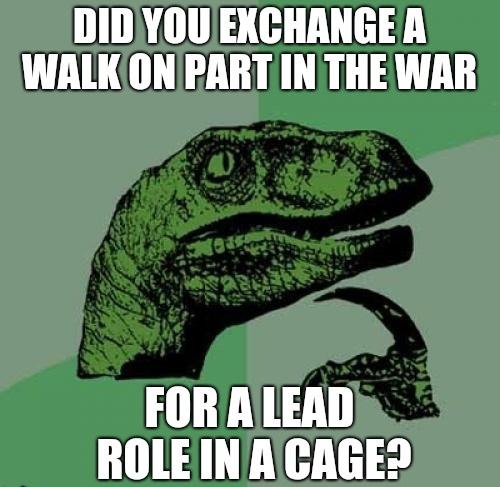 DID YOU EXCHANGE A
WALK ON PART IN THE WAR
FOR A LEAD
ROLE IN A CAGE?